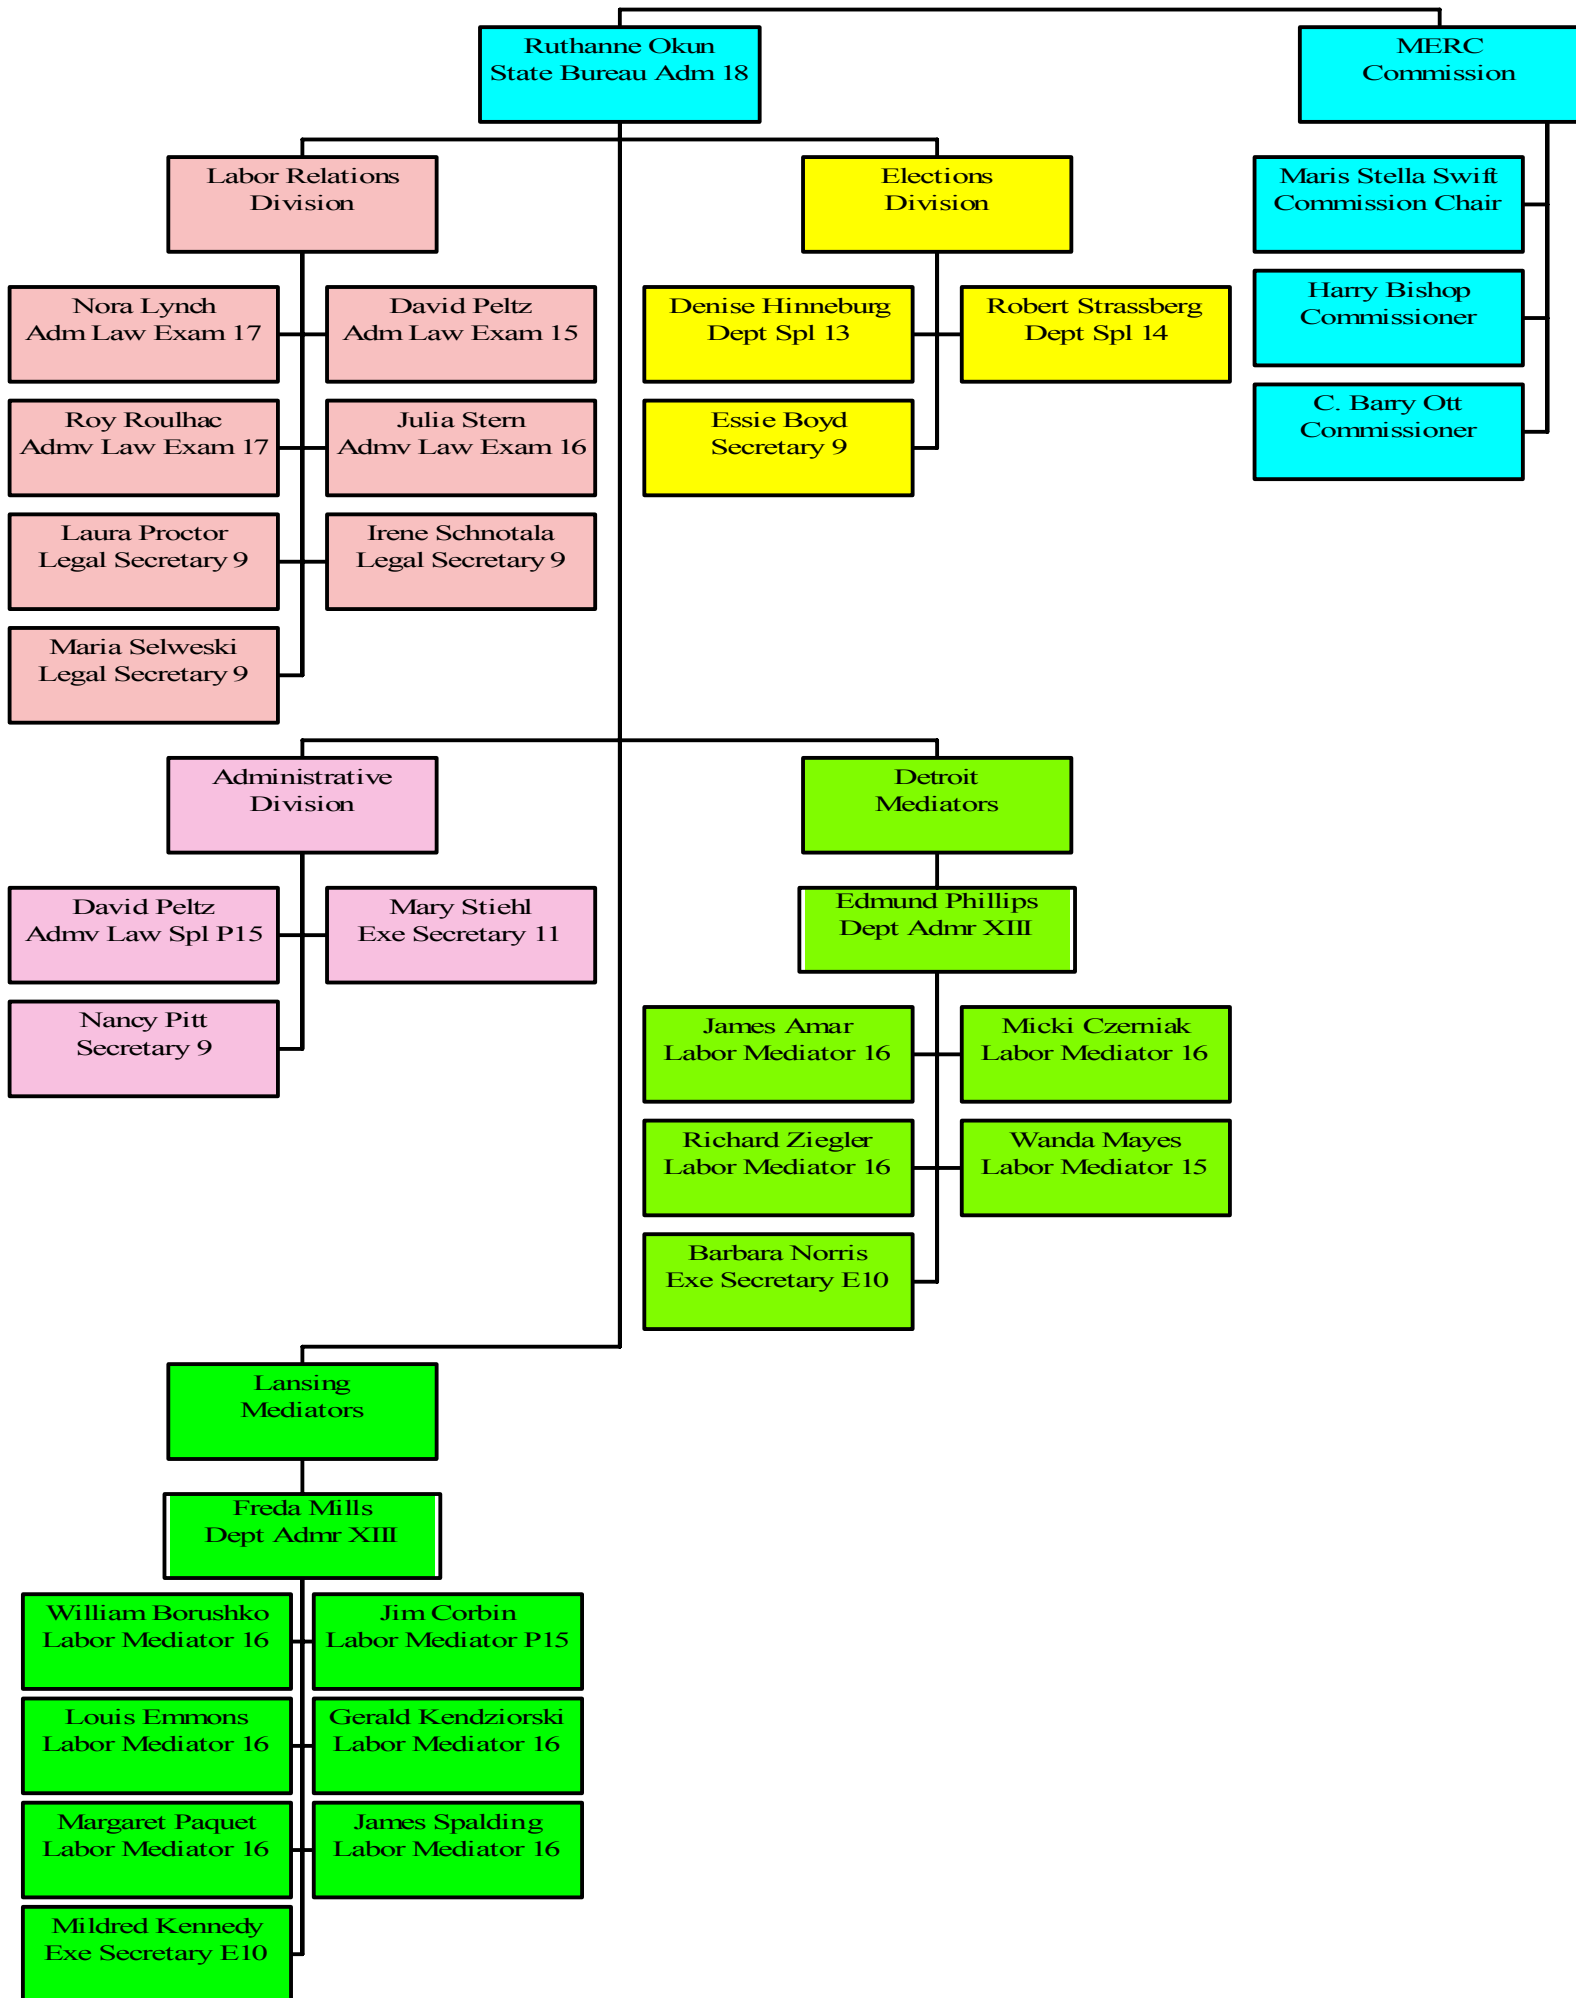 Ruthanne Okun
State Bureau Adm 18
MERC
Commission
Labor Relations
Division
Elections
Division
Maris Stella Swift
Commission Chair
Nora Lynch
Adm Law Exam 17
David Peltz
Adm Law Exam 15
Denise Hinneburg
Dept Spl 13
Robert Strassberg
Dept Spl 14
Harry Bishop
Commissioner
Roy Roulhac
Admv Law Exam 17
Julia Stern
Admv Law Exam 16
Essie Boyd
Secretary 9
C. Barry Ott
Commissioner
Laura Proctor
Legal Secretary 9
Irene Schnotala
Legal Secretary 9
Maria Selweski
Legal Secretary 9
Administrative
Division
Detroit
Mediators
David Peltz
Admv Law Spl P15
Mary Stiehl
Exe Secretary 11
Edmund Phillips
Dept Admr XIII
Nancy Pitt
Secretary 9
James Amar
Labor Mediator 16
Micki Czerniak
Labor Mediator 16
Richard Ziegler
Labor Mediator 16
Wanda Mayes
Labor Mediator 15
Barbara Norris
Exe Secretary E10
Lansing
Mediators
Freda Mills
Dept Admr XIII
William Borushko
Labor Mediator 16
Jim Corbin
Labor Mediator P15
Louis Emmons
Labor Mediator 16
Gerald Kendziorski
Labor Mediator 16
Margaret Paquet
Labor Mediator 16
James Spalding
Labor Mediator 16
Mildred Kennedy
Exe Secretary E10